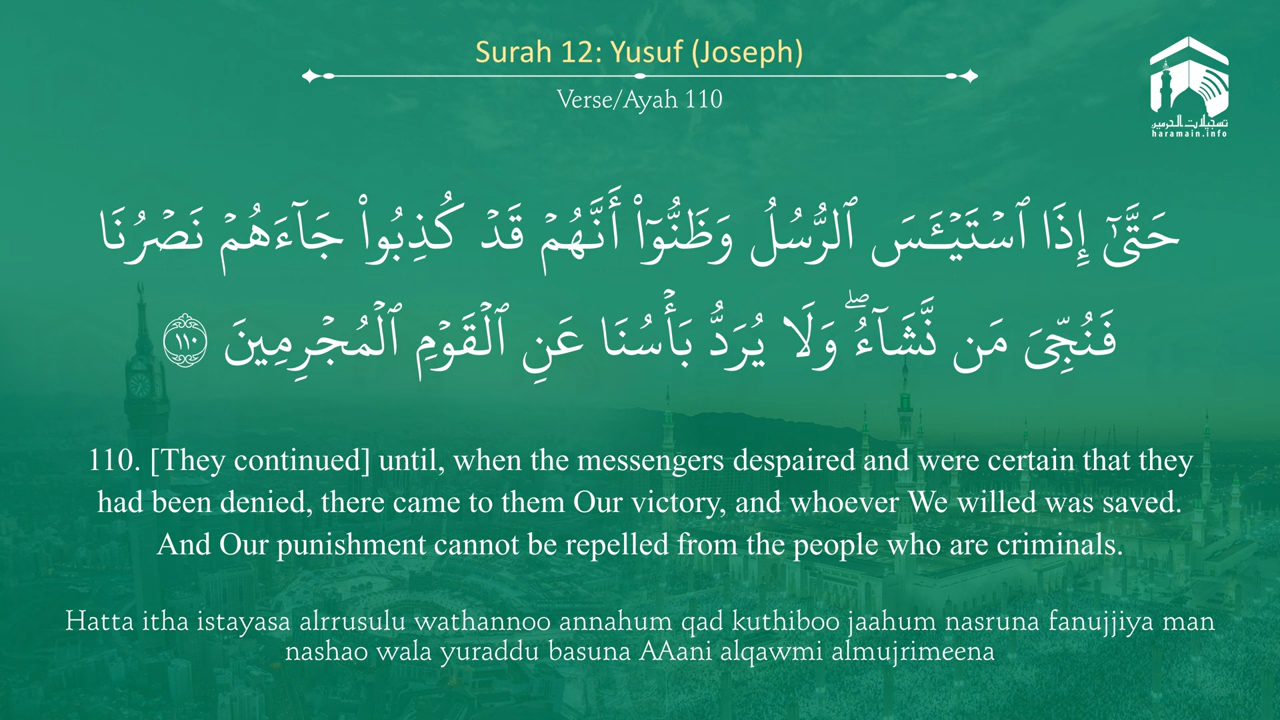 Surah 12: Yusuf (Joseph)
Verse/Ayah 110
تسجيلات الحرمين
haramain.info
حَتَّىٰٓ إِذَا ٱسْتَيْـَٔسَ ٱلرُّسُلُ وَظَنُّوٓا۟ أَنَّهُمْ قَدْ كُذِبُوا۟ جَآءَهُمْ نَصْرُنَا
فَنُجِّىَ مَن نَّشَآءُ ۖ وَلَا يُرَدُّ بَأْسُنَا عَنِ ٱلْقَوْمِ ٱلْمُجْرِمِينَ ١١٠
110. [They continued] until, when the messengers despaired and were certain that they
had been denied, there came to them Our victory, and whoever We willed was saved.
And Our punishment cannot be repelled from the people who are criminals.
Hatta itha istayasa alrrusulu wathannoo annahum qad kuthiboo jaahum nasruna fanujjiya man
nashao wala yuraddu basuna AAani alqawmi almujrimeena